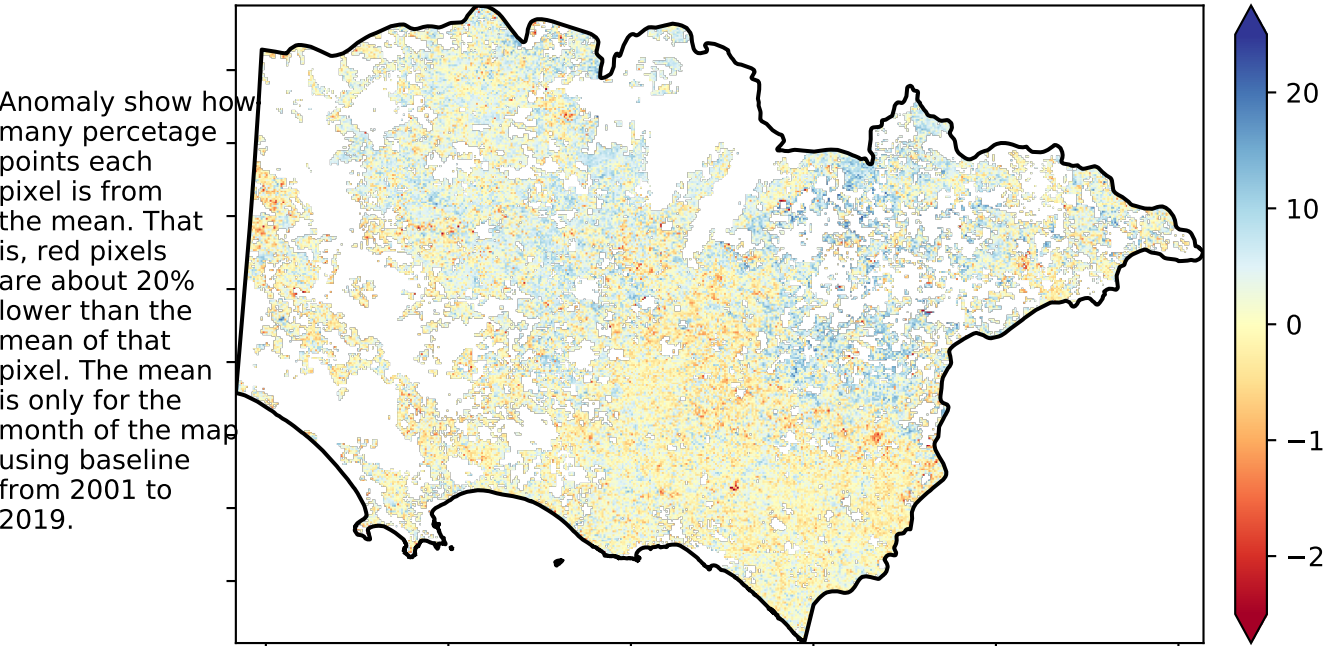 Anomaly show how
many percetage
points each
pixel is from
the mean. That
is, red pixels
are about 20%
lower than the
mean of that
pixel. The mean
is only for the
month of the map
using baseline
from 2001 to
2019.
20
10
0
−1
−2